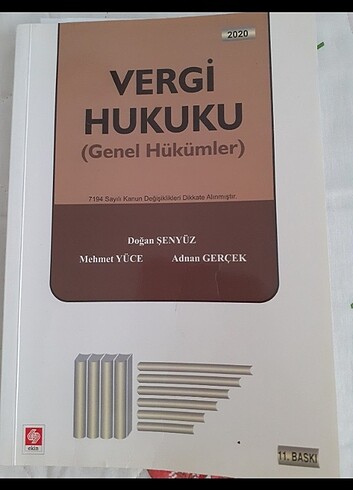 2020
VERGİ
HUKUKU
(Genel Hükümler)
7194 Sayılı Kanun Değişiklikleri Dikkate Alınmıştır.
Doğan ŞENYÜZ
Mehmet YÜCE Adnan GERÇEK
ekin
11. BASKI